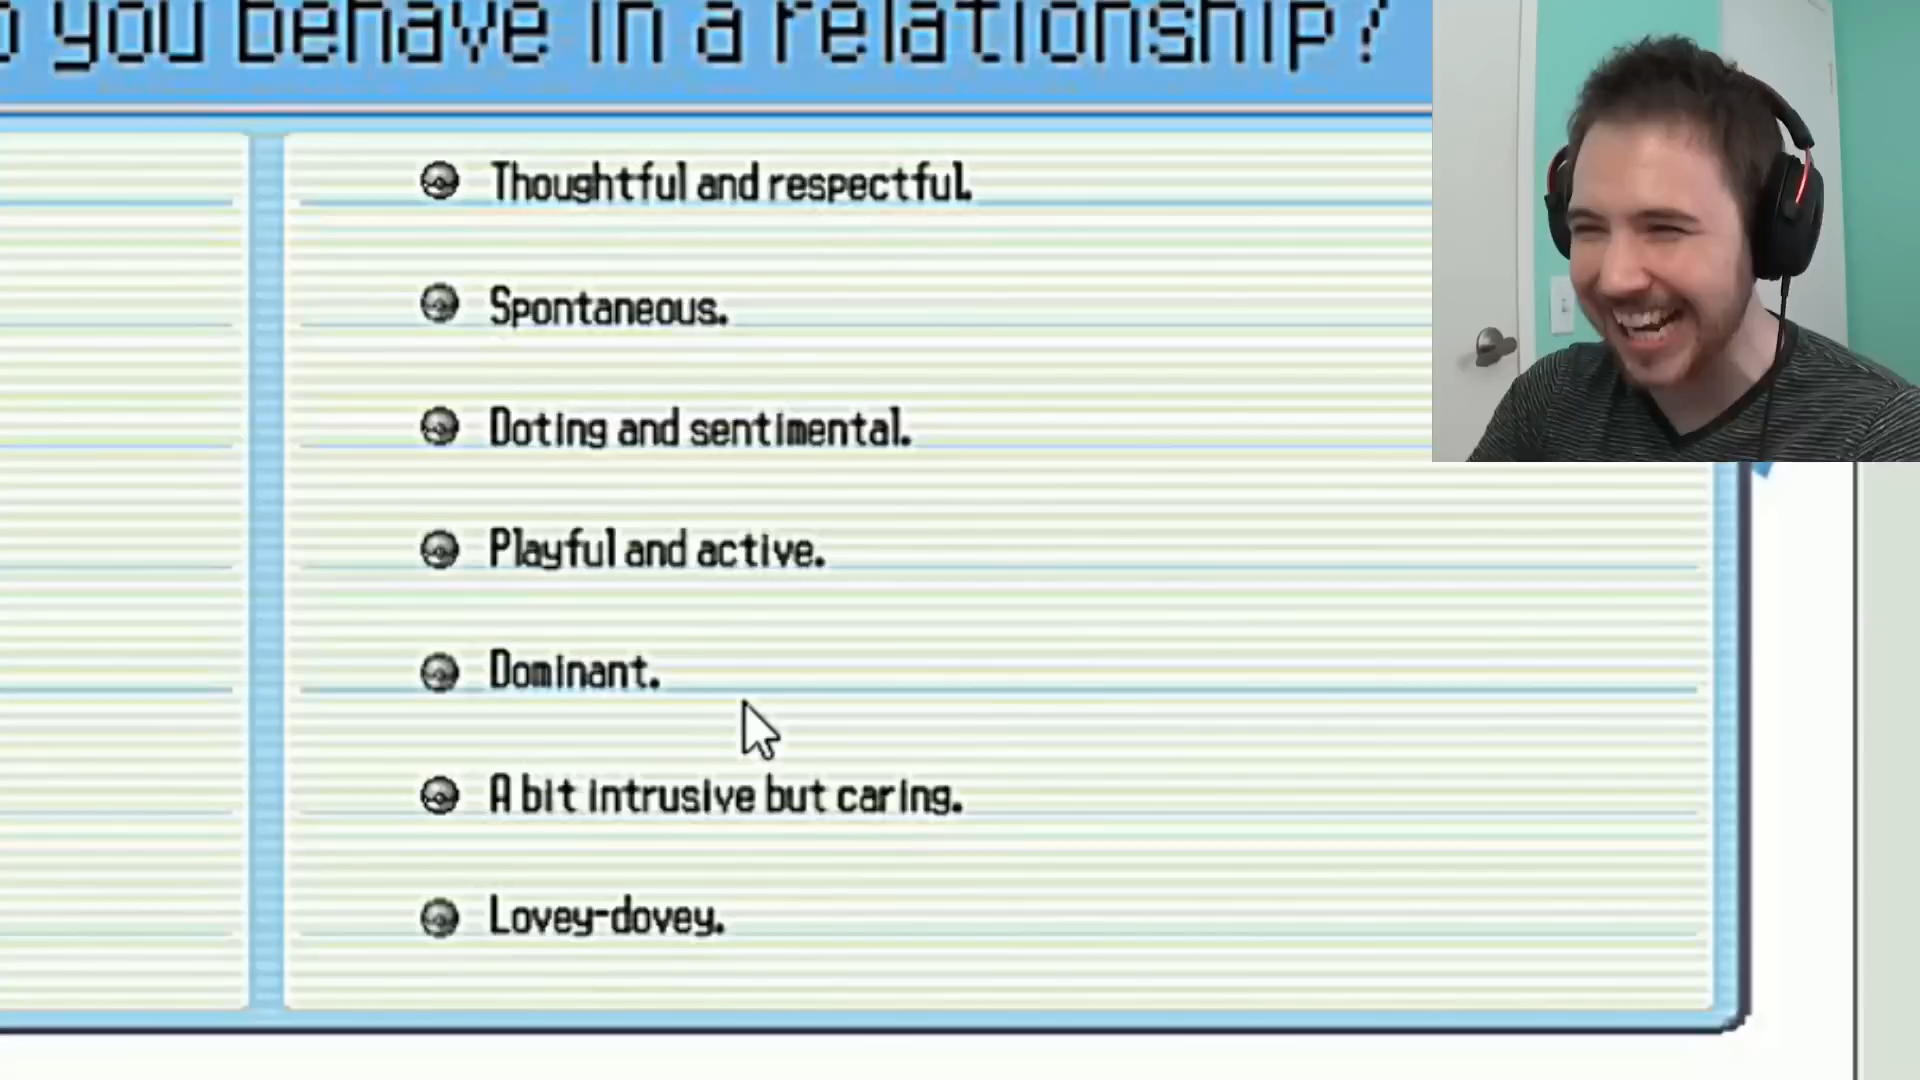 you behave in a relationship?
Thoughtful and respectful.
Spontaneous.
Doting and sentimental.
Playful and active.
Dominant.
A bit intrusive but caring.
Lovey-dovey.